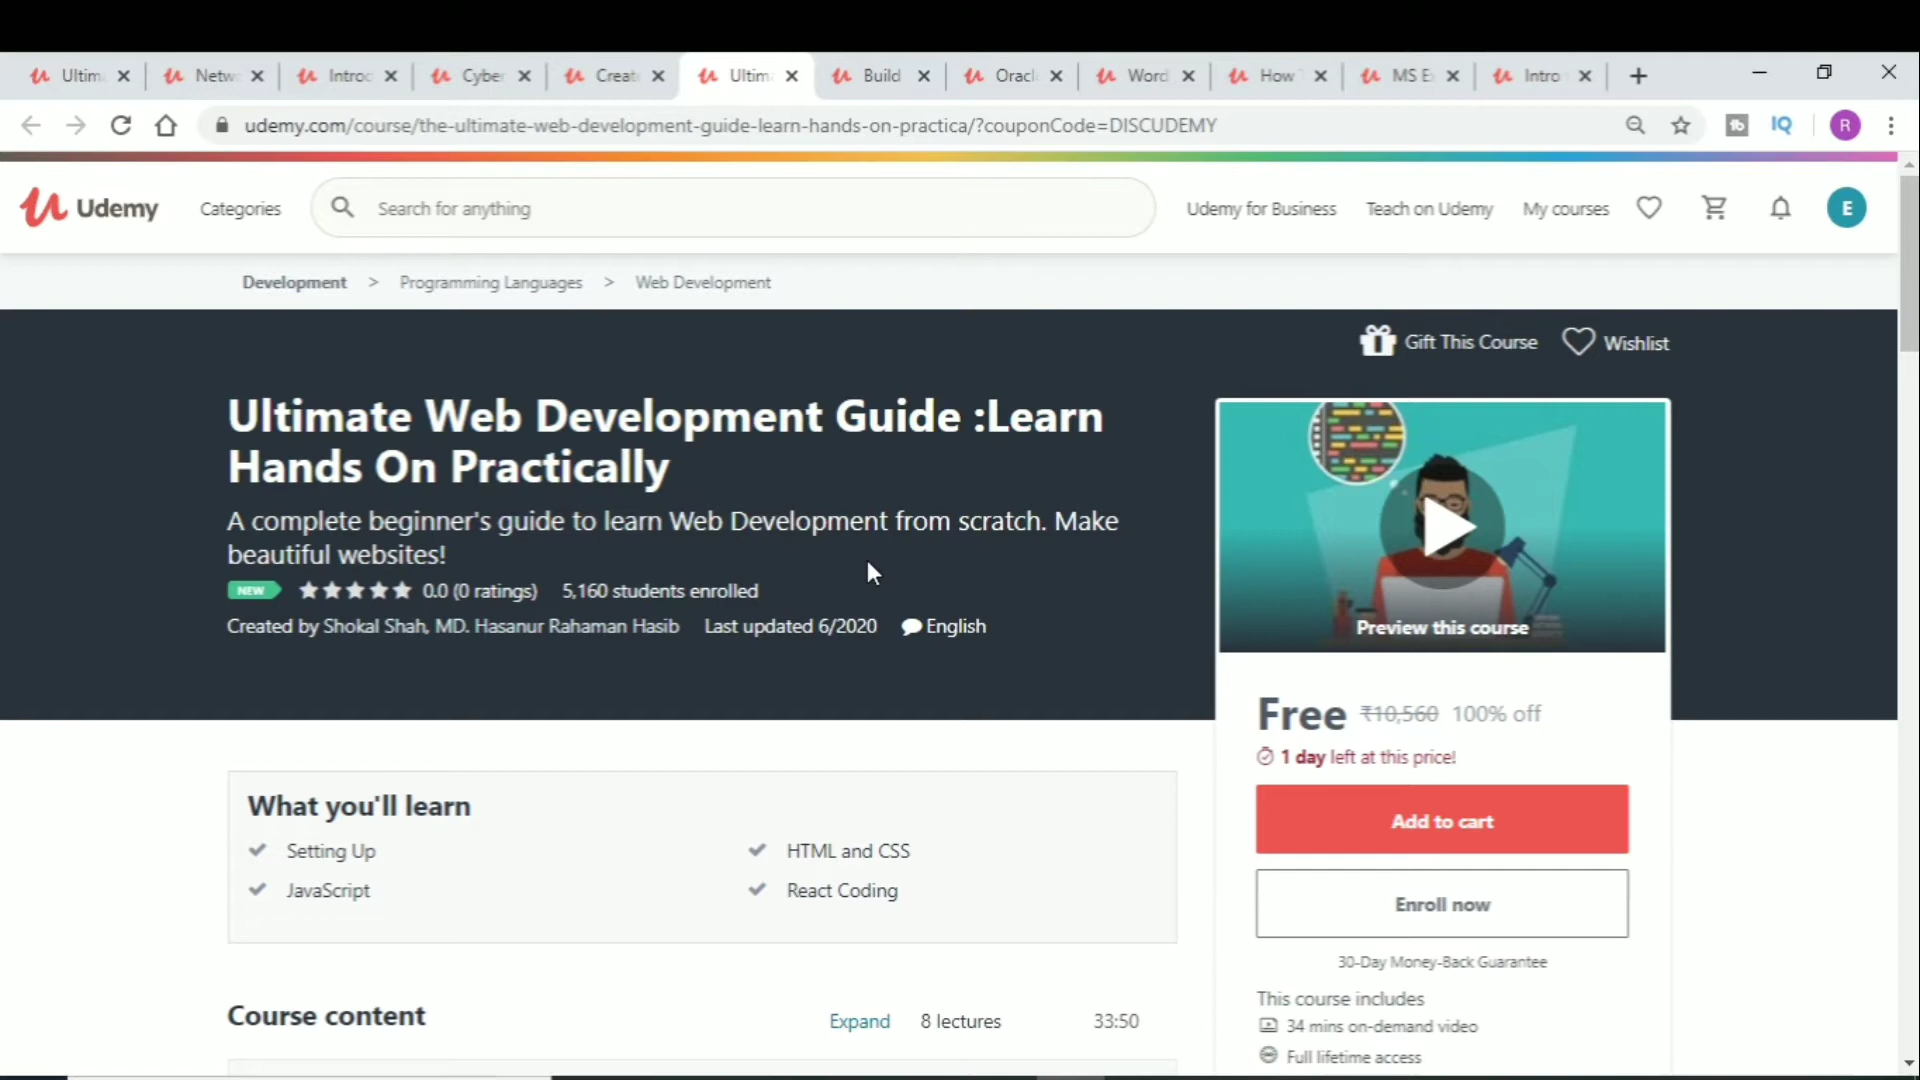 Ultim
Netw
Introc
Cyber
Creat
Ultim
Build
Oracl
Word
How
MS E
Intro
udemy.com/course/the-ultimate-web-development-guide-learn-hands-on-practica/?couponCode=DISCUDEMY
IQ
R
Udemy
Categories
Search for anything
Udemy for Business
Teach on Udemy
My courses
E
Development > Programming Languages > Web Development
Gift This Course
Wishlist
Ultimate Web Development Guide :Learn
Hands On Practically
A complete beginner's guide to learn Web Development from scratch. Make
beautiful websites!
NEW 0.0 (0 ratings) 5,160 students enrolled
Created by Shokal Shah, MD. Hasanur Rahaman Hasib Last updated 6/2020 English
Preview this course
Free ₹10,560 100% off
1 day left at this price!
Add to cart
Enroll now
30-Day Money-Back Guarantee
This course includes
34 mins on-demand video
Full lifetime access
What you'll learn
Setting Up
HTML and CSS
JavaScript
React Coding
Course content
Expand
8 lectures
33:50